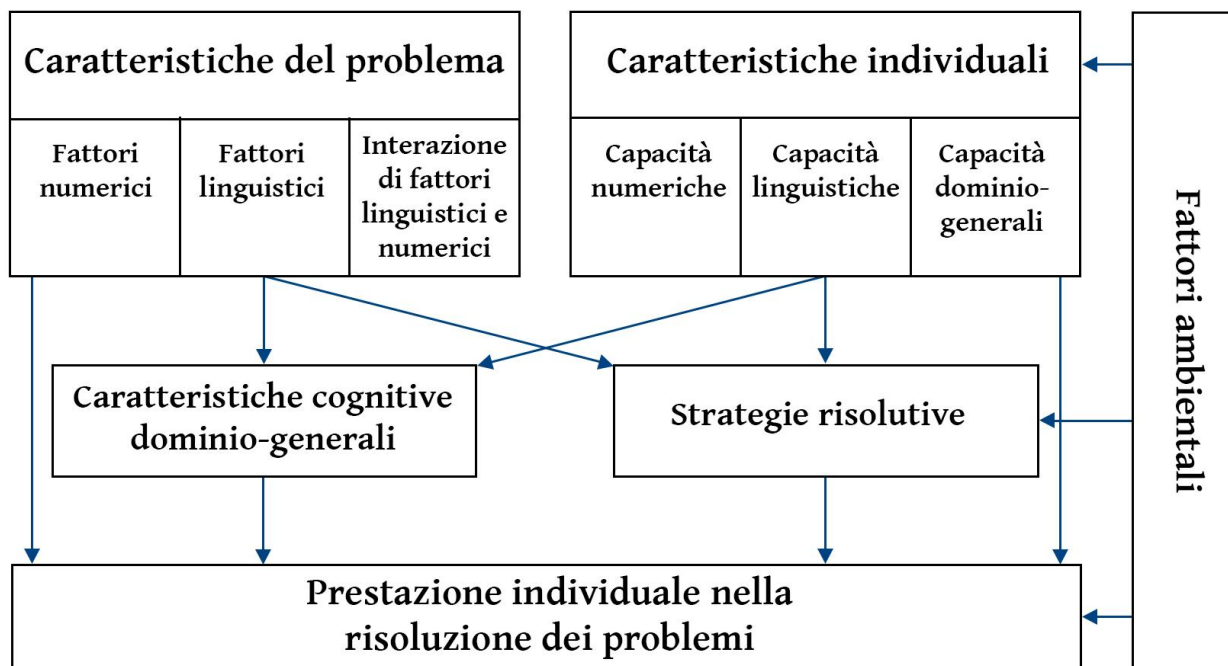 Caratteristiche del problema
Fattori
numerici
Fattori
linguistici
Interazione
di fattori
linguistici e
numerici
Caratteristiche individuali
Capacità
numeriche
Capacità
linguistiche
Capacità
dominio-
generali
Fattori ambientali
Caratteristiche cognitive
dominio-generali
Strategie risolutive
Prestazione individuale nella
risoluzione dei problemi